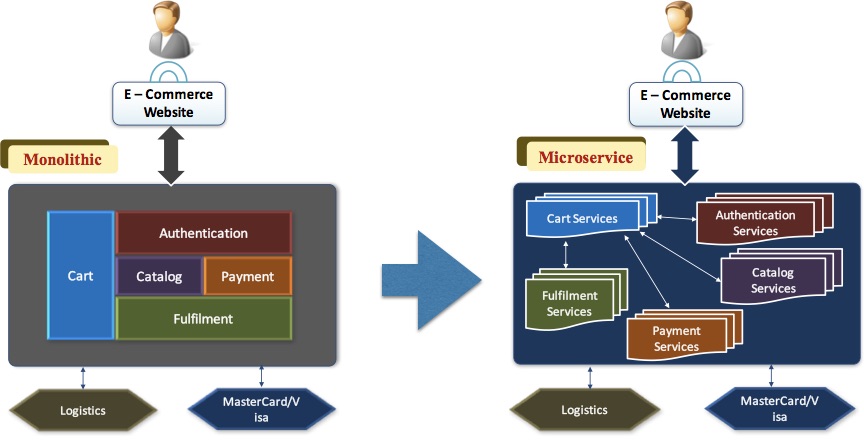 E – Commerce
Website
Monolithic
Cart
Authentication
Catalog
Payment
Fulfilment
Logistics
MasterCard/V
isa
E – Commerce
Website
Microservice
Cart Services
Authentication
Services
Catalog
Services
Fulfilment
Services
Payment
Services
Logistics
MasterCard/V
isa